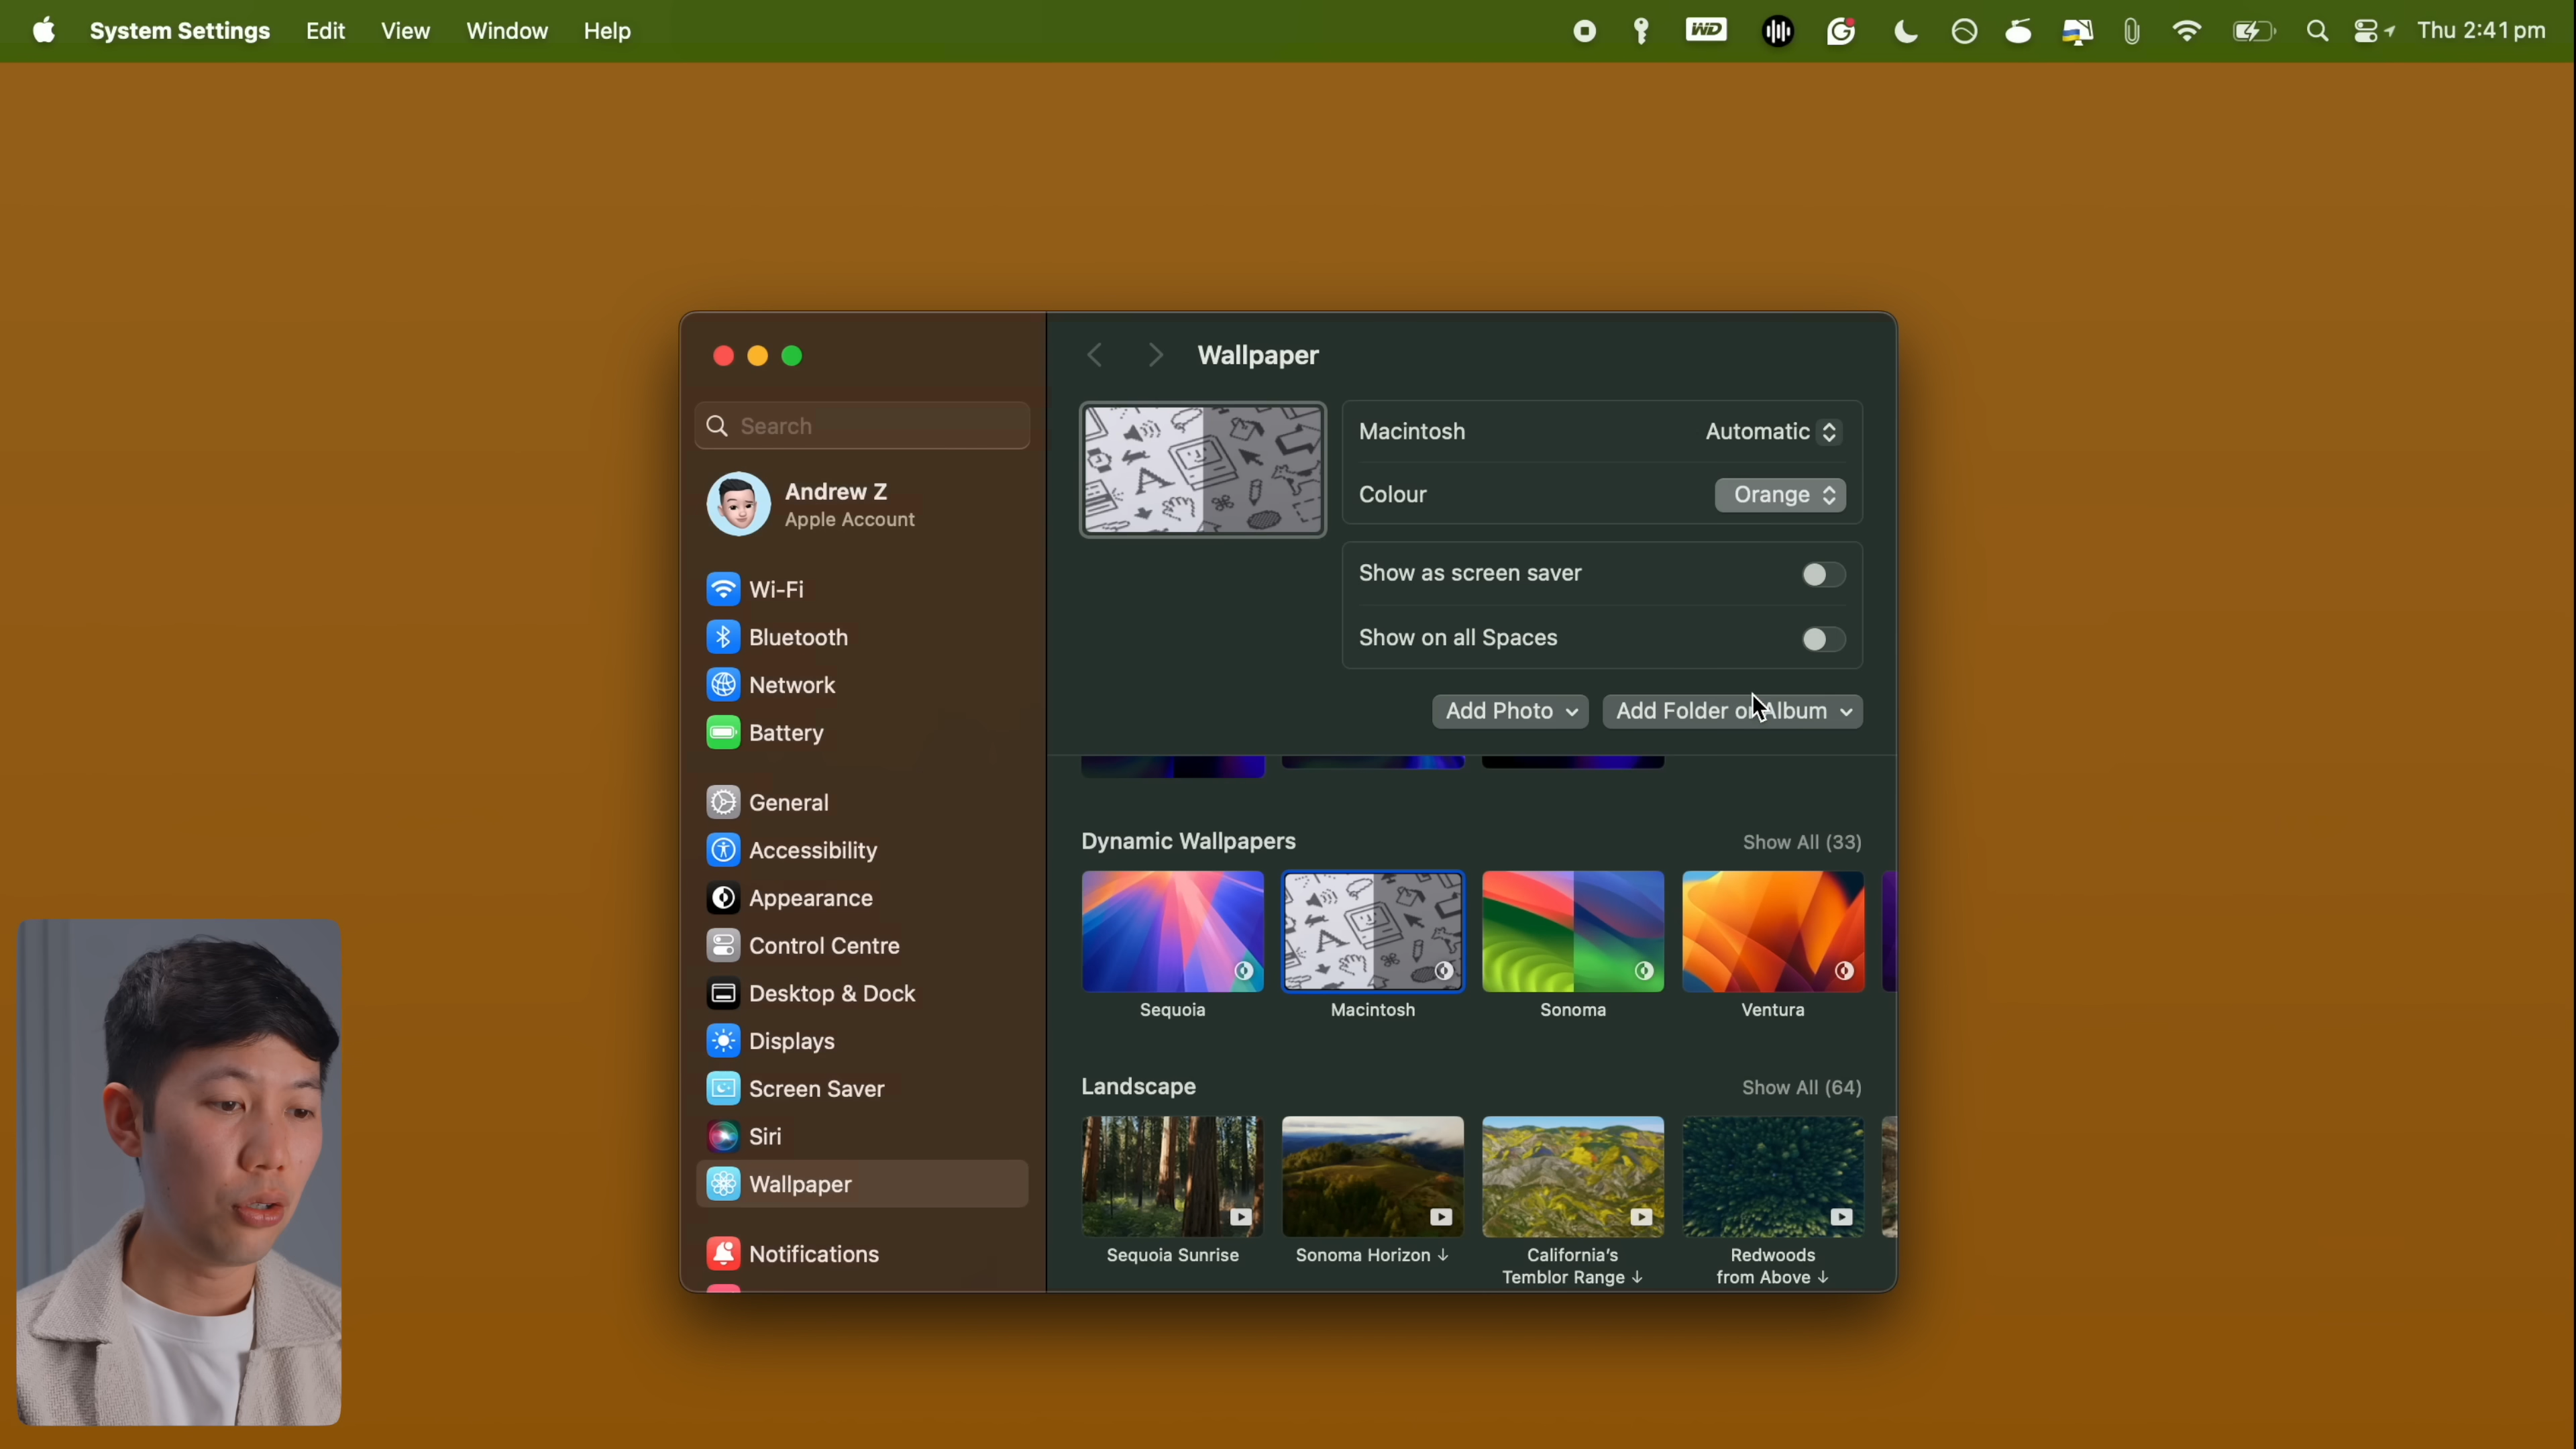 System Settings Edit View Window Help WD Thu 2:41 pm
Wallpaper
Search
Andrew Z
Apple Account
Wi-Fi
Bluetooth
Network
Battery
General
Accessibility
Appearance
Control Centre
Desktop & Dock
Displays
Screen Saver
Siri
Wallpaper
Notifications
Macintosh Automatic
Colour Orange
Show as screen saver
Show on all Spaces
Add Photo Add Folder or Album
Dynamic Wallpapers Show All (33)
Sequoia Macintosh Sonoma Ventura
Landscape Show All (64)
Sequoia Sunrise Sonoma Horizon ↓ California's Redwoods
Temblor Range ↓ from Above ↓